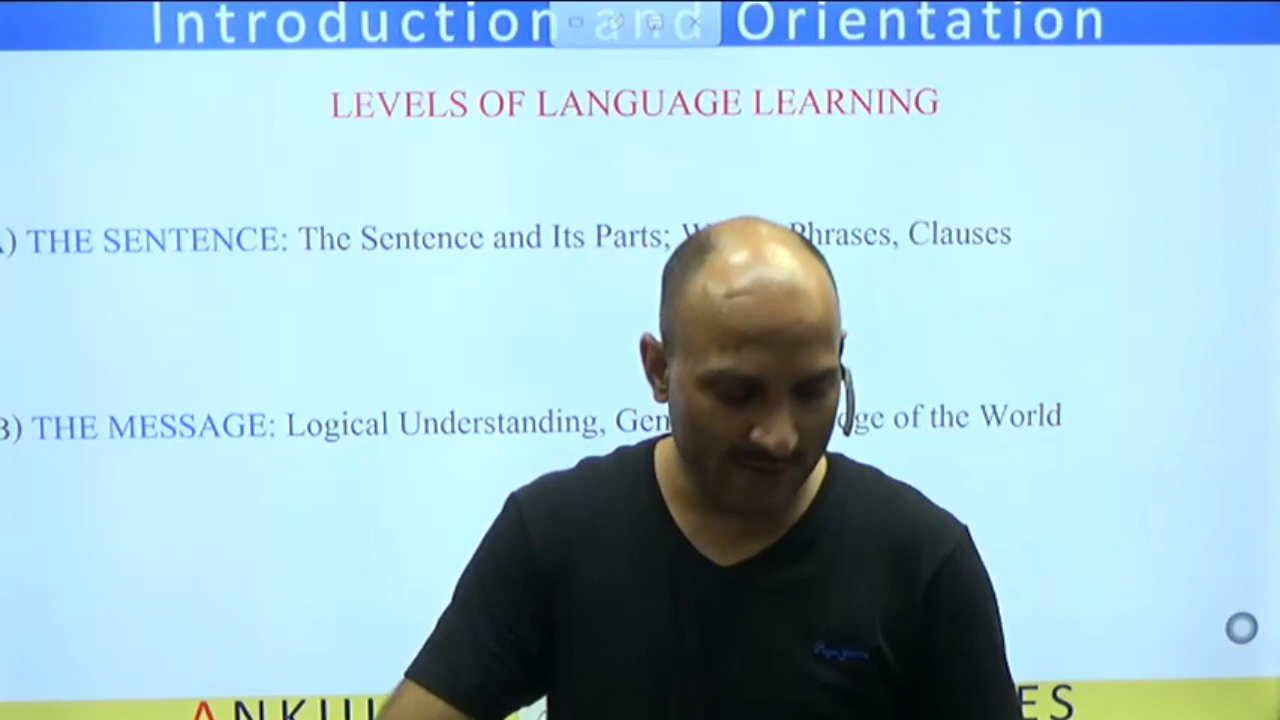 Introduction and Orientation
LEVELS OF LANGUAGE LEARNING
) THE SENTENCE: The Sentence and Its Parts; Phrases, Clauses
B) THE MESSAGE: Logical Understanding, of the World